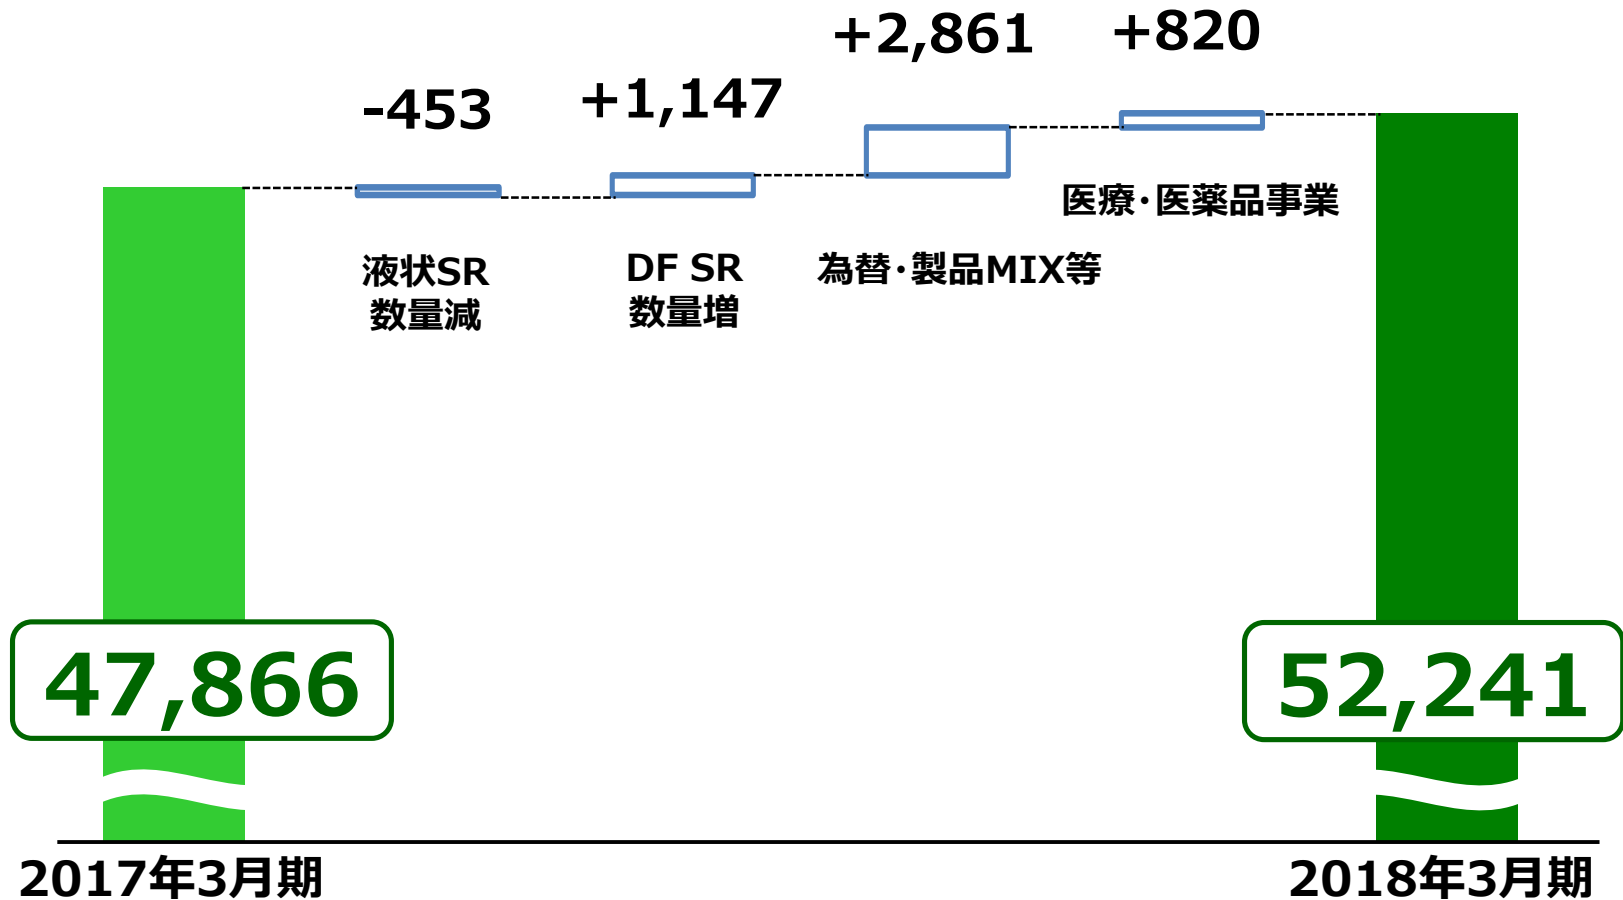 -453
+1,147
+2,861
+820
液状SR
数量減
DF SR
数量増
為替・製品MIX等
医療・医薬品事業
47,866
52,241
2017年3月期
2018年3月期